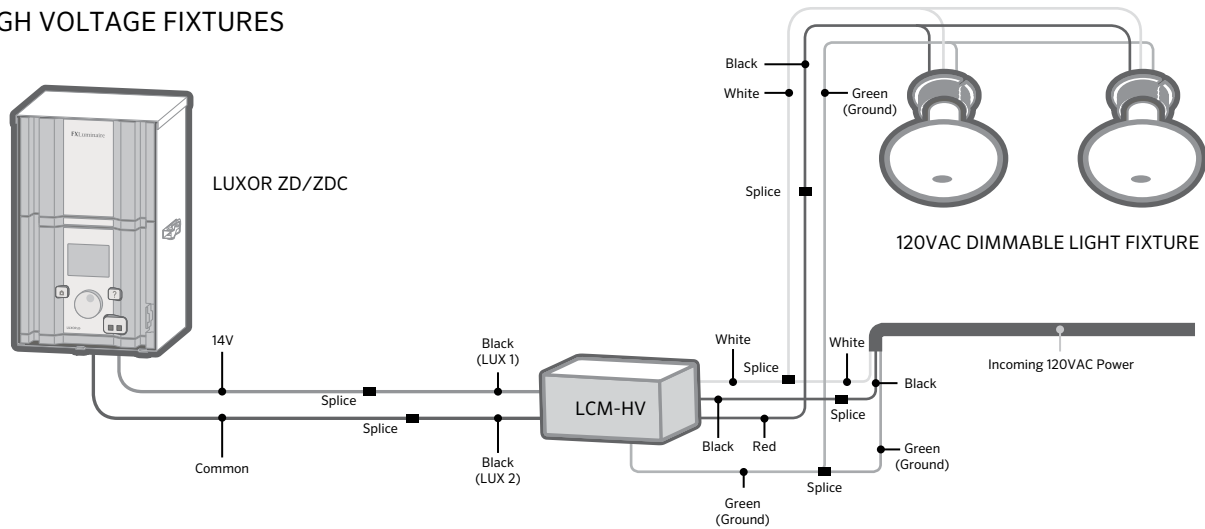 GH VOLTAGE FIXTURES
FXLuminaire
LUXOR ZD/ZDC
?
Black
White
Green
(Ground)
Splice
120VAC DIMMABLE LIGHT FIXTURE
14V
Black
(LUX 1)
Splice
Splice
Common
Black
(LUX 2)
LCM-HV
White
Splice
White
Incoming 120VAC Power
Black
Splice
Black
Red
Green
(Ground)
Splice
Green
(Ground)